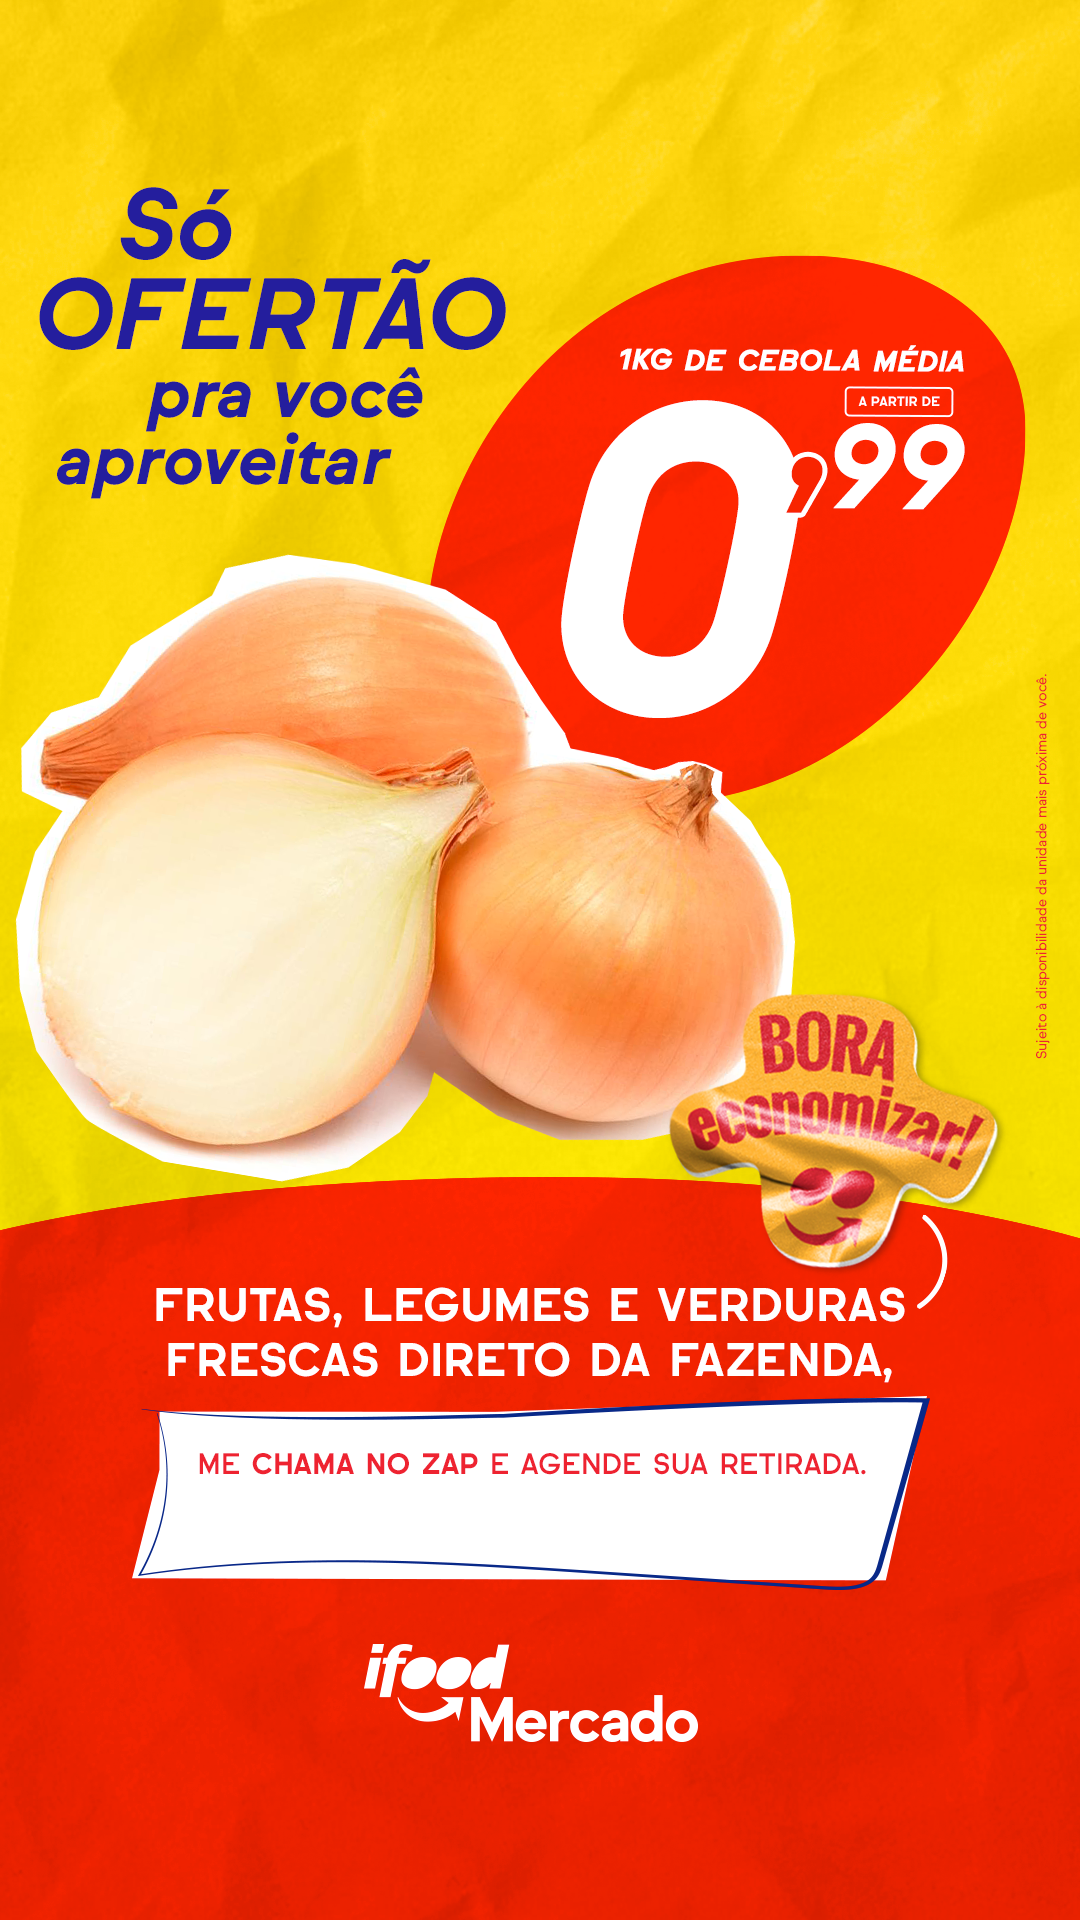 Só
OFERTÃO
pra você
aproveitar
1KG DE CEBOLA MÉDIA
A PARTIR DE
0,99
Sujeito à disponibilidade da unidade mais próxima de você.
BORA
economizar!
FRUTAS, LEGUMES E VERDURAS
FRESCAS DIRETO DA FAZENDA,
ME CHAMA NO ZAP E AGENDE SUA RETIRADA.
ifood
Mercado